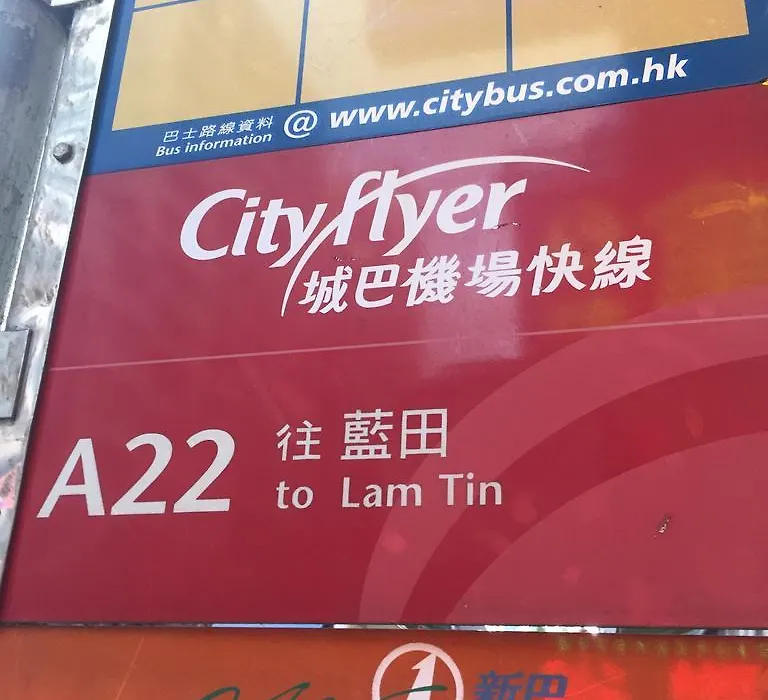 巴士路線資料
Bus information @ www.citybus.com.hk
Cityflyer
城巴機場快線
A22 往 藍田
to Lam Tin
新巴